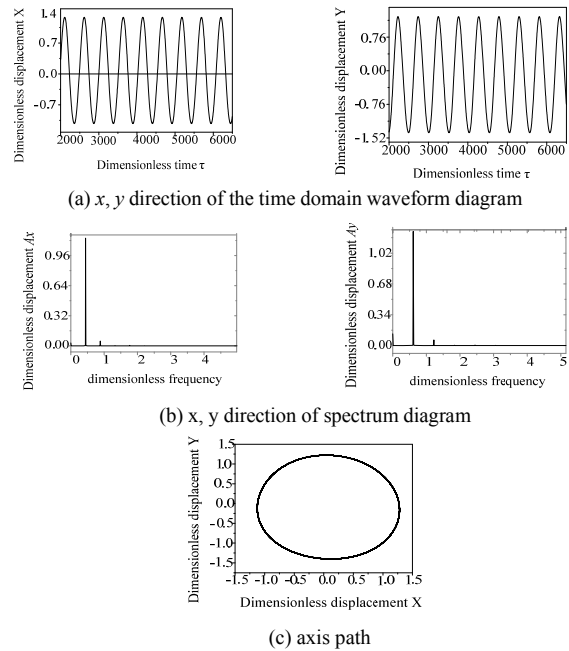 Dimensionless displacement X
1.4
0.7
0.0
-0.7
2000 3000 4000 5000 6000
Dimensionless time τ
Dimensionless displacement Y
0.76
0.00
-0.76
-1.52
2000 3000 4000 5000 6000
Dimensionless time τ
(a) x, y direction of the time domain waveform diagram
Dimensionless displacement Ax
0.96
0.64
0.32
0.00
0 1 2 3 4
dimensionless frequency
Dimensionless displacement Ay
1.02
0.68
0.34
0.00
0 1 2 3 4 5
dimensionless frequency
(b) x, y direction of spectrum diagram
Dimensionless displacement Y
1.5
1.0
0.5
0.0
-0.5
-1.0
-1.5
-1.5 -1.0 -0.5 0.0 0.5 1.0 1.5
Dimensionless displacement X
(c) axis path